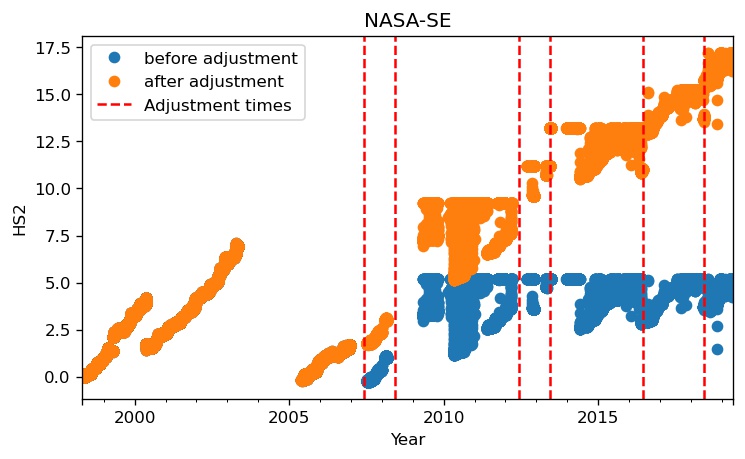 NASA-SE
before adjustment
after adjustment
Adjustment times
HS2
17.5
15.0
12.5
10.0
7.5
5.0
2.5
0.0
2000 2005 2010 2015
Year